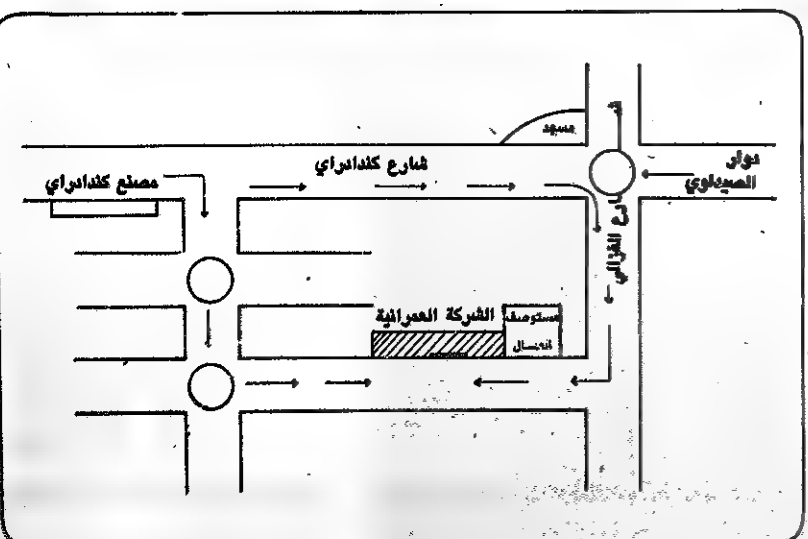 مسجد
دوار
الصيداوي
شارع كندادراي
مصنع كندادراي
شارع الغزالي
الشركة العمرانية
مستوصف